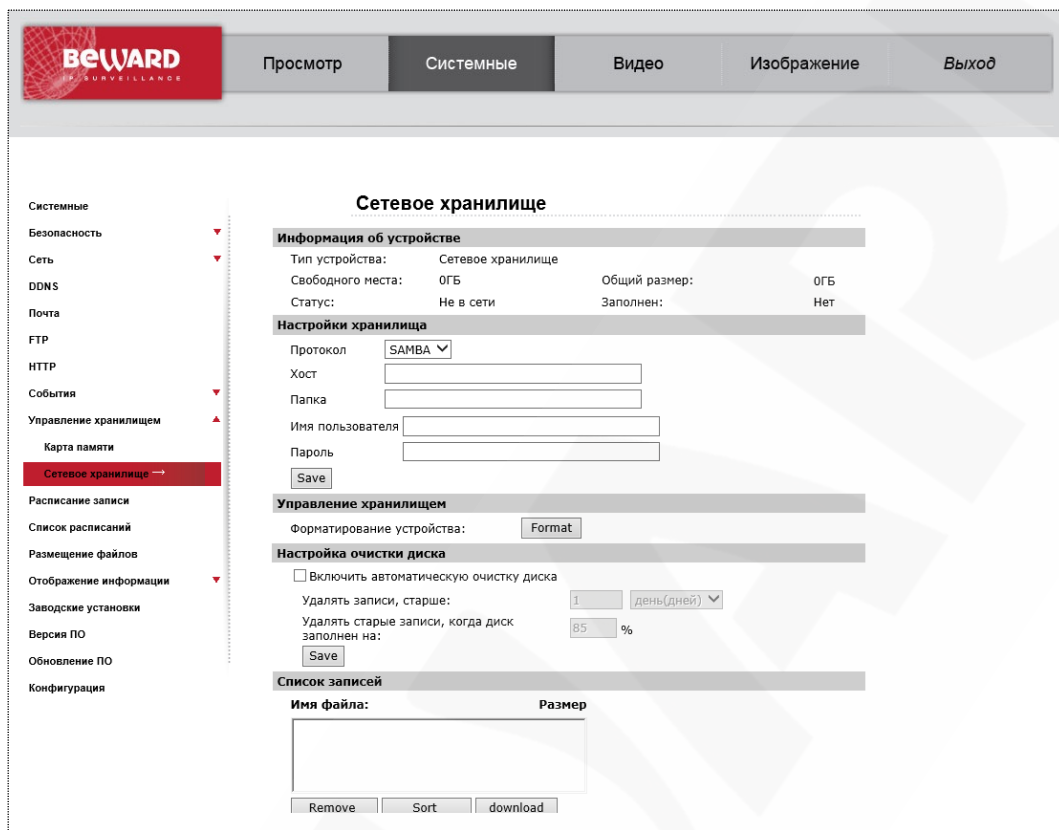 BEWARD
IP SURVEILLANCE
Просмотр
Системные
Видео
Изображение
Выход
Системные
Безопасность
Сеть
DDNS
Почта
FTP
HTTP
События
Управление хранилищем
Карта памяти
Сетевое хранилище →
Расписание записи
Список расписаний
Размещение файлов
Отображение информации
Заводские установки
Версия ПО
Обновление ПО
Конфигурация
Сетевое хранилище
Информация об устройстве
Тип устройства: Сетевое хранилище
Свободного места: 0ГБ Общий размер: 0ГБ
Статус: Не в сети Заполнен: Нет
Настройки хранилища
Протокол SAMBA
Хост
Папка
Имя пользователя
Пароль
Save
Управление хранилищем
Форматирование устройства: Format
Настройка очистки диска
Включить автоматическую очистку диска
Удалять записи, старше: 1 день(дней)
Удалять старые записи, когда диск
заполнен на: 85 %
Save
Список записей
Имя файла: Размер
Remove Sort download